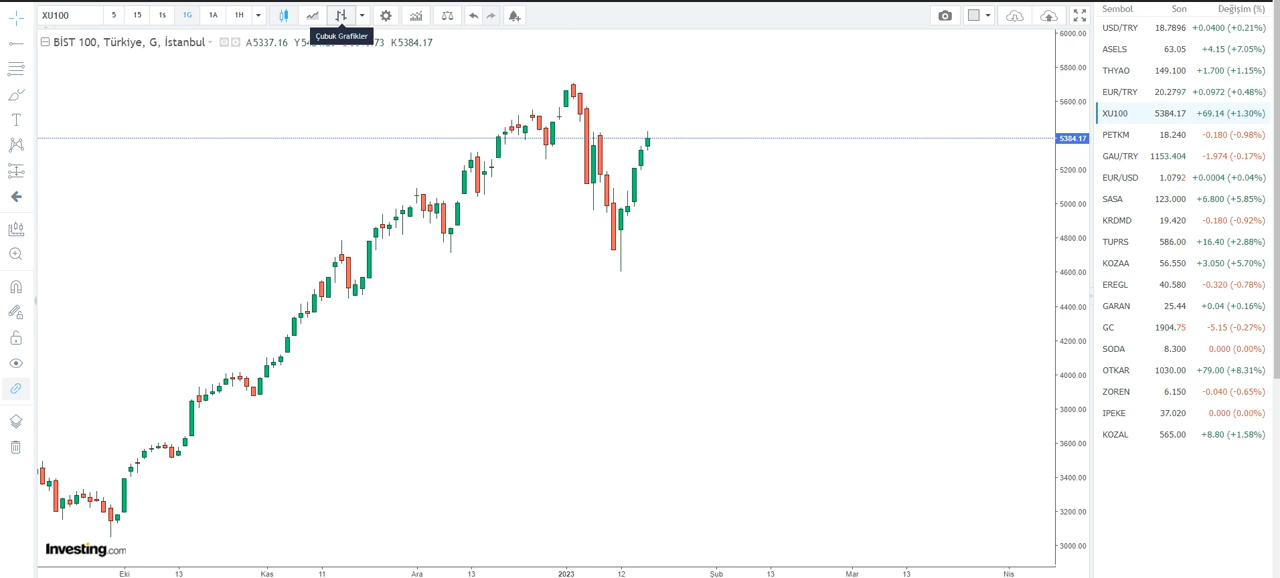 XU100 5 15 1s 1G 1A 1H
Çubuk Grafikler
BİST 100, Türkiye, G, İstanbul A5337.16 K5384.17
6000.00
5800.00
5600.00
5384.17
5200.00
5000.00
4800.00
4600.00
4400.00
4200.00
4000.00
3800.00
3600.00
3400.00
3200.00
3000.00
Investing.com
Eki 13 Kas 11 Ara 13 2023 12 Şub 13 Mar 13 Nis
Sembol Son Değişim (%)
USD/TRY 18.7896 +0.0400 (+0.21%)
ASELS 63.05 +4.15 (+7.05%)
THYAO 149.100 +1.700 (+1.15%)
EUR/TRY 20.2797 +0.0972 (+0.48%)
XU100 5384.17 +69.14 (+1.30%)
PETKM 18.240 -0.180 (-0.98%)
GAU/TRY 1153.404 -1.974 (-0.17%)
EUR/USD 1.0792 +0.0004 (+0.04%)
SASA 123.000 +6.800 (+5.85%)
KRDMD 19.420 -0.180 (-0.92%)
TUPRS 586.00 +16.40 (+2.88%)
KOZAA 56.550 +3.050 (+5.70%)
EREGL 40.580 -0.320 (-0.78%)
GARAN 25.44 +0.04 (+0.16%)
GC 1904.75 -5.15 (-0.27%)
SODA 8.300 0.000 (0.00%)
OTKAR 1030.00 +79.00 (+8.31%)
ZOREN 6.150 -0.040 (-0.65%)
IPEKE 37.020 0.000 (0.00%)
KOZAL 565.00 +8.80 (+1.58%)